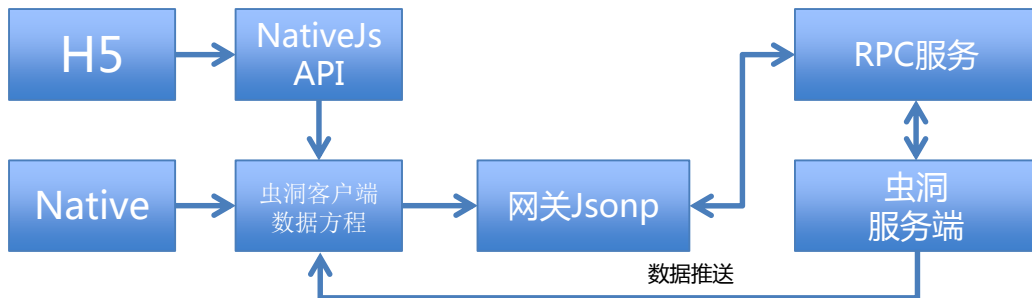 H5
NativeJs
API
RPC服务
Native
虫洞客户端
数据方程
网关Jsonp
虫洞
服务端
数据推送